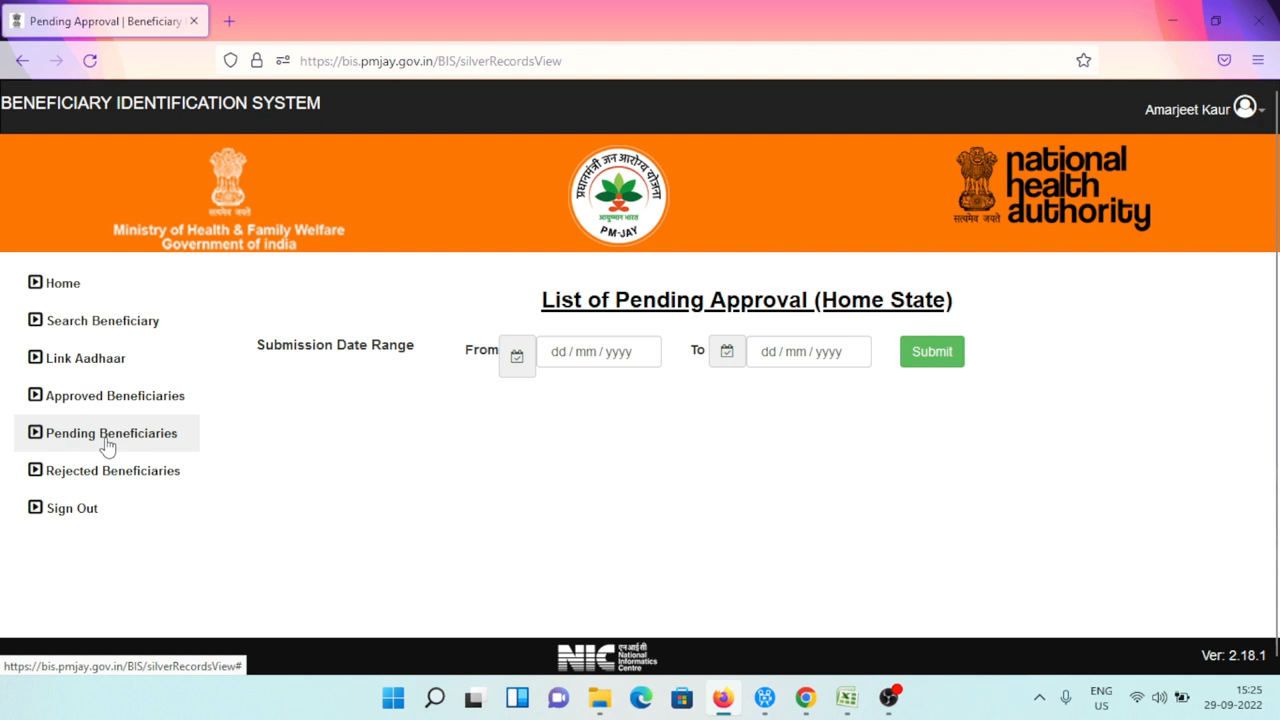 Pending Approval | Beneficiary
https://bis.pmjay.gov.in/BIS/silverRecordsView
BENEFICIARY IDENTIFICATION SYSTEM
Amarjeet Kaur
सत्यमेव जयते
Ministry of Health & Family Welfare
Government of India
प्रधानमंत्री जन आरोग्य योजना
आयुष्मान भारत
PM-JAY
सत्यमेव जयते
national
health
authority
Home
Search Beneficiary
Link Aadhaar
Approved Beneficiaries
Pending Beneficiaries
Rejected Beneficiaries
Sign Out
List of Pending Approval (Home State)
Submission Date Range
From
dd / mm / yyyy
To
dd / mm / yyyy
Submit
NIC
एन आई सी
National
Informatics
Centre
Ver: 2.18.1
https://bis.pmjay.gov.in/BIS/silverRecordsView#
ENG
US
15:25
29-09-2022